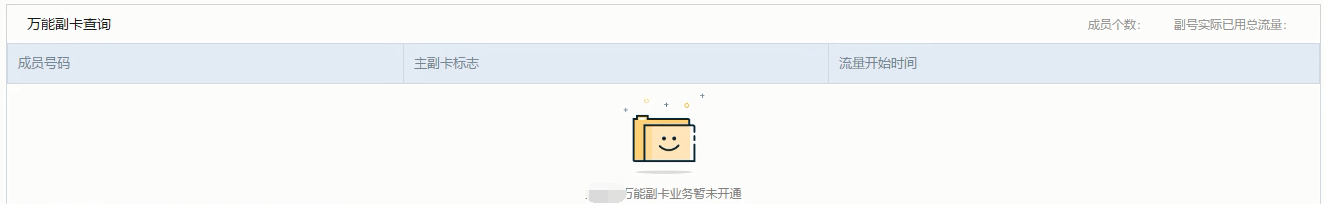 万能副卡查询 成员个数： 副号实际已用总流量：
成员号码 主副卡标志 流量开始时间
万能副卡业务暂未开通